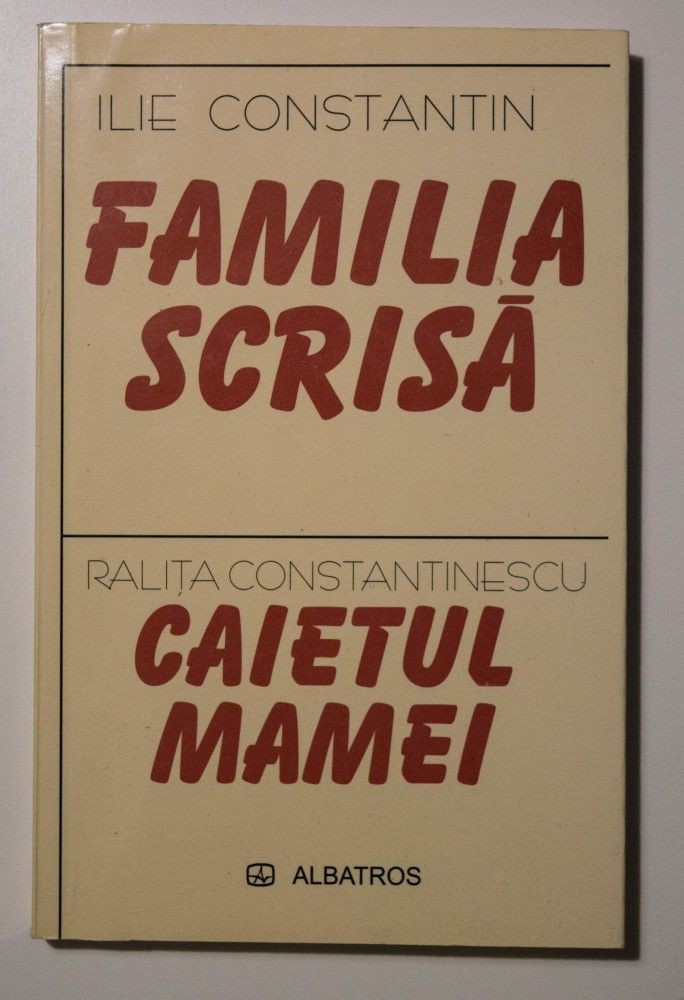 ILIE CONSTANTIN
FAMILIA
SCRISĂ
RALIȚA CONSTANTINESCU
CAIETUL
MAMEI
ALBATROS